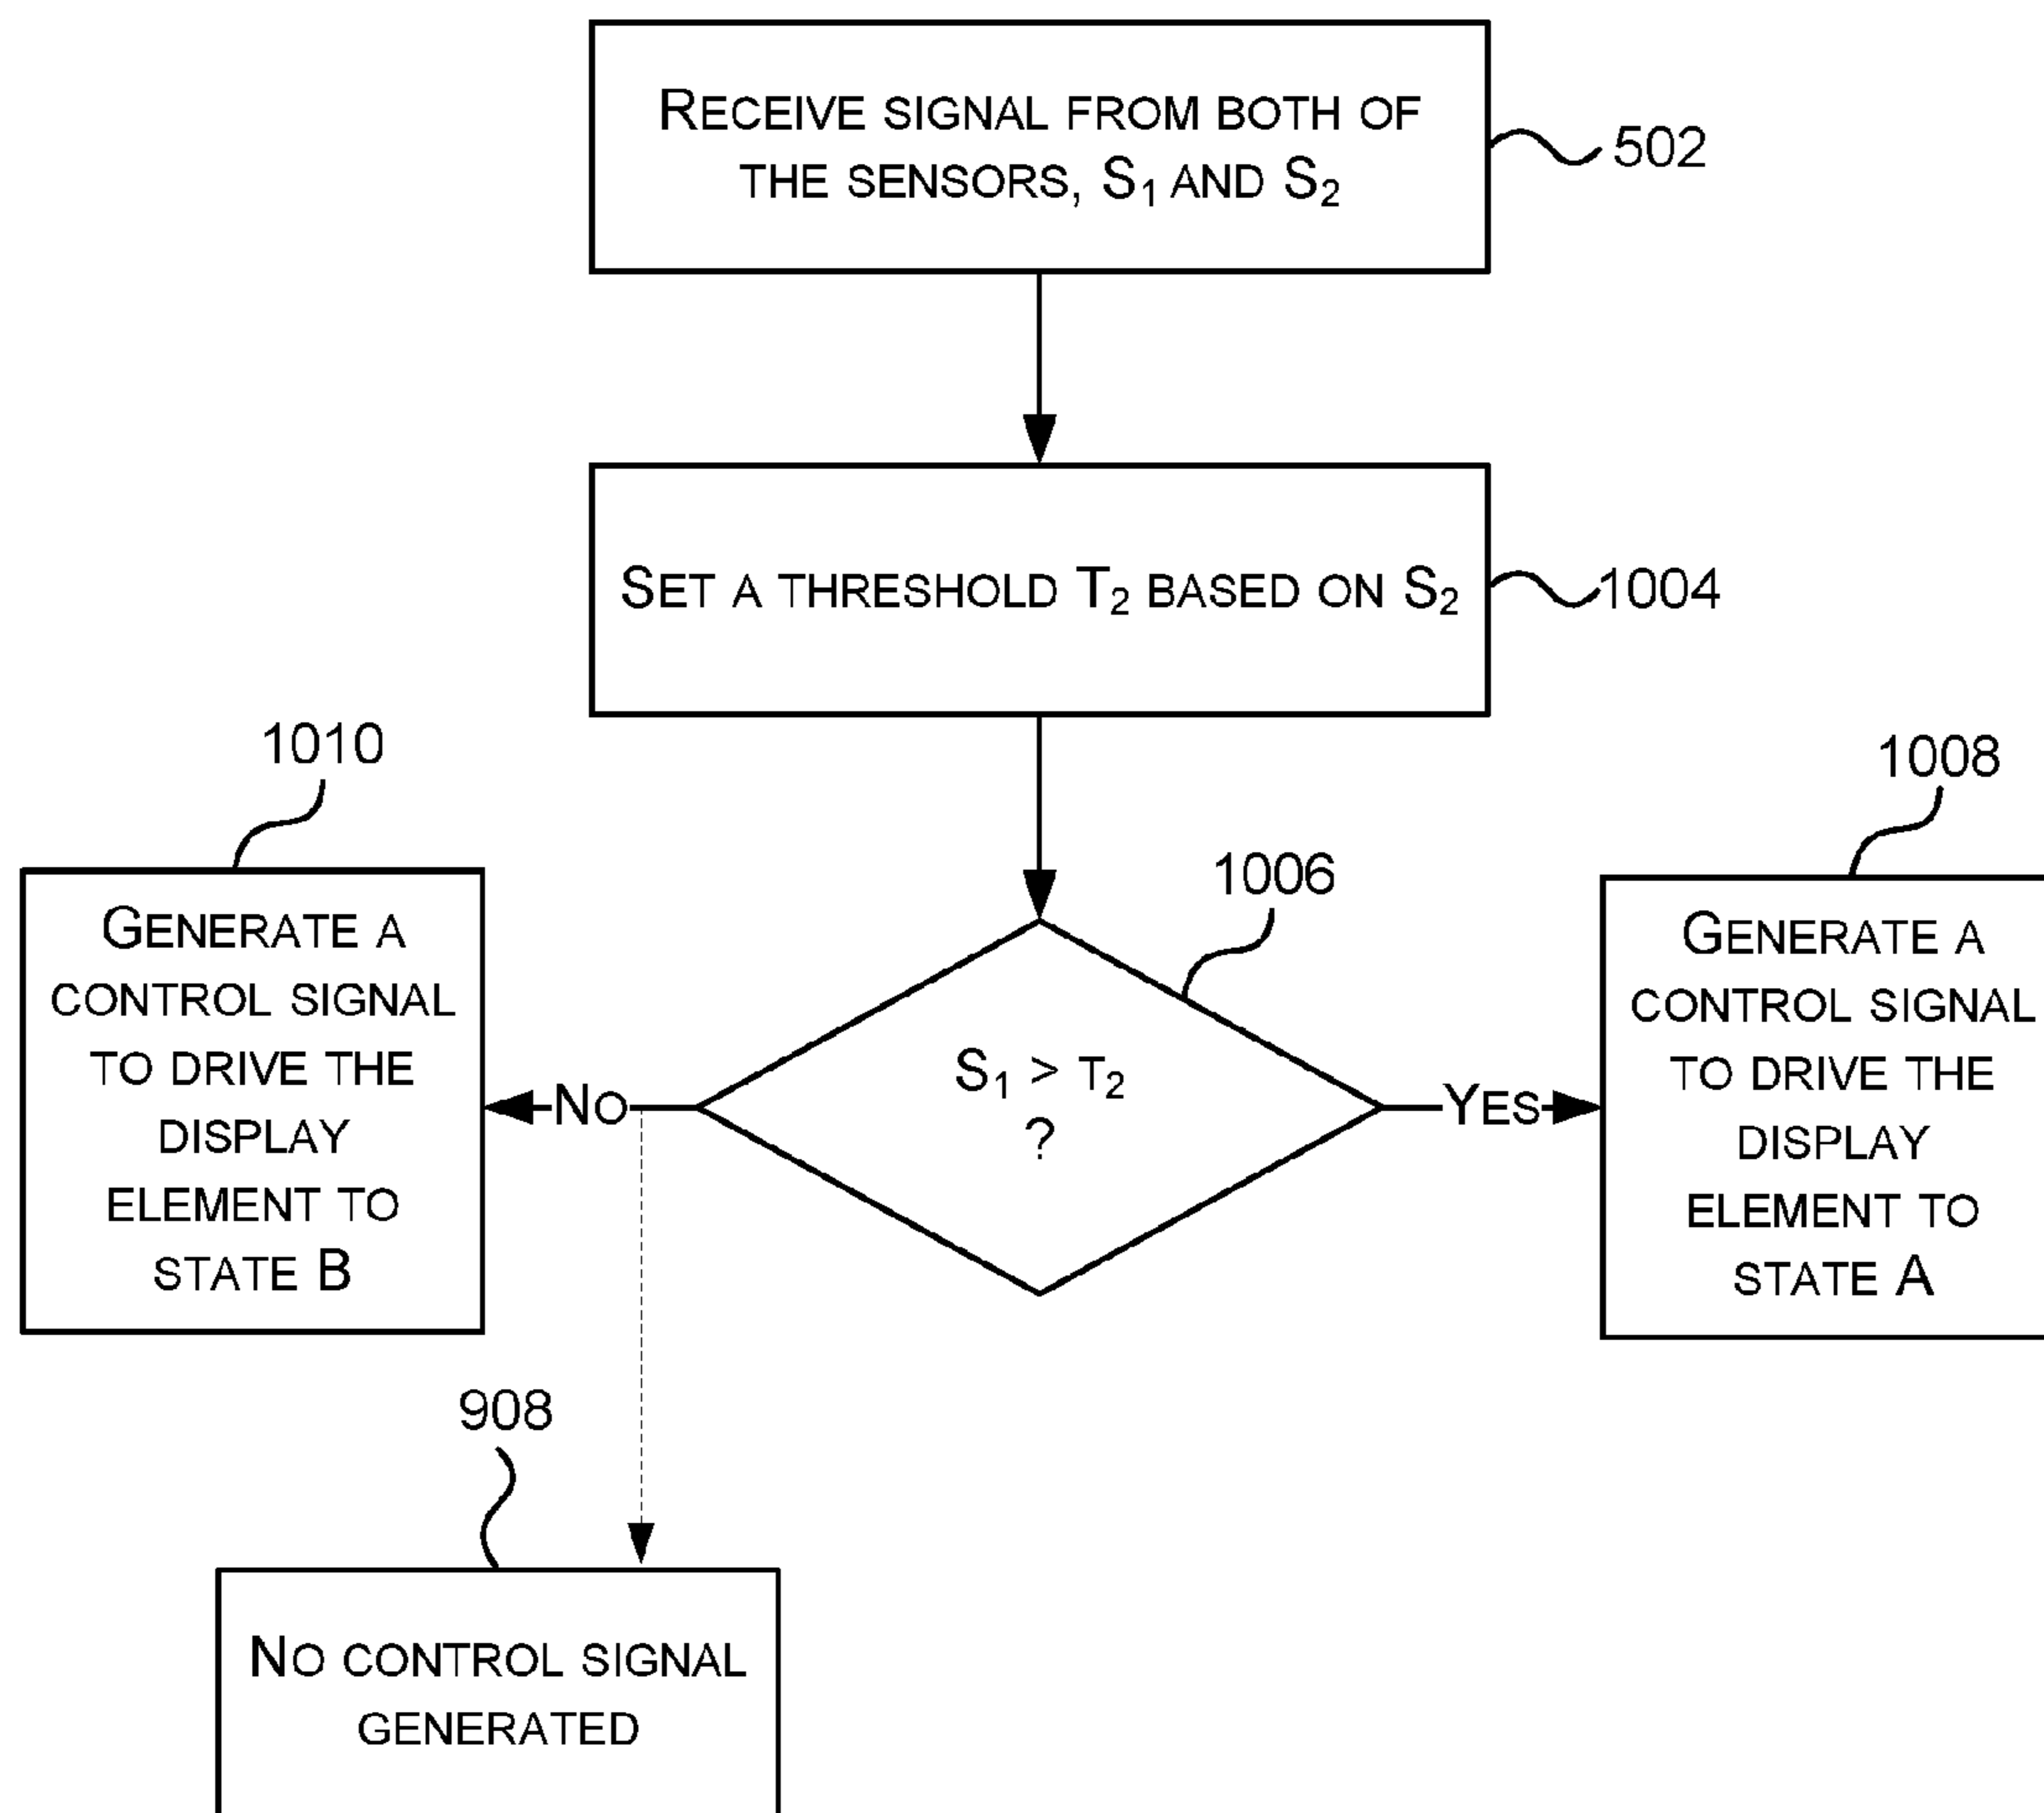 RECEIVE SIGNAL FROM BOTH OF
THE SENSORS, S₁ AND S₂
502
SET A THRESHOLD T₂ BASED ON S₂
1004
1010
1008
1006
GENERATE A
CONTROL SIGNAL
TO DRIVE THE
DISPLAY
ELEMENT TO
STATE B
NO
S₁ > T₂
?
YES
GENERATE A
CONTROL SIGNAL
TO DRIVE THE
DISPLAY
ELEMENT TO
STATE A
908
NO CONTROL SIGNAL
GENERATED